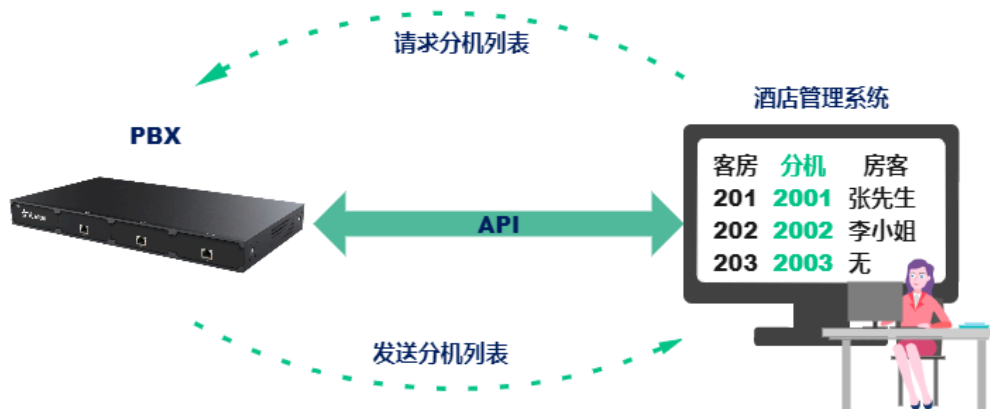 请求分机列表
酒店管理系统
PBX
客房 分机 房客
201 2001 张先生
API
202 2002 李小姐
203 2003 无
发送分机列表